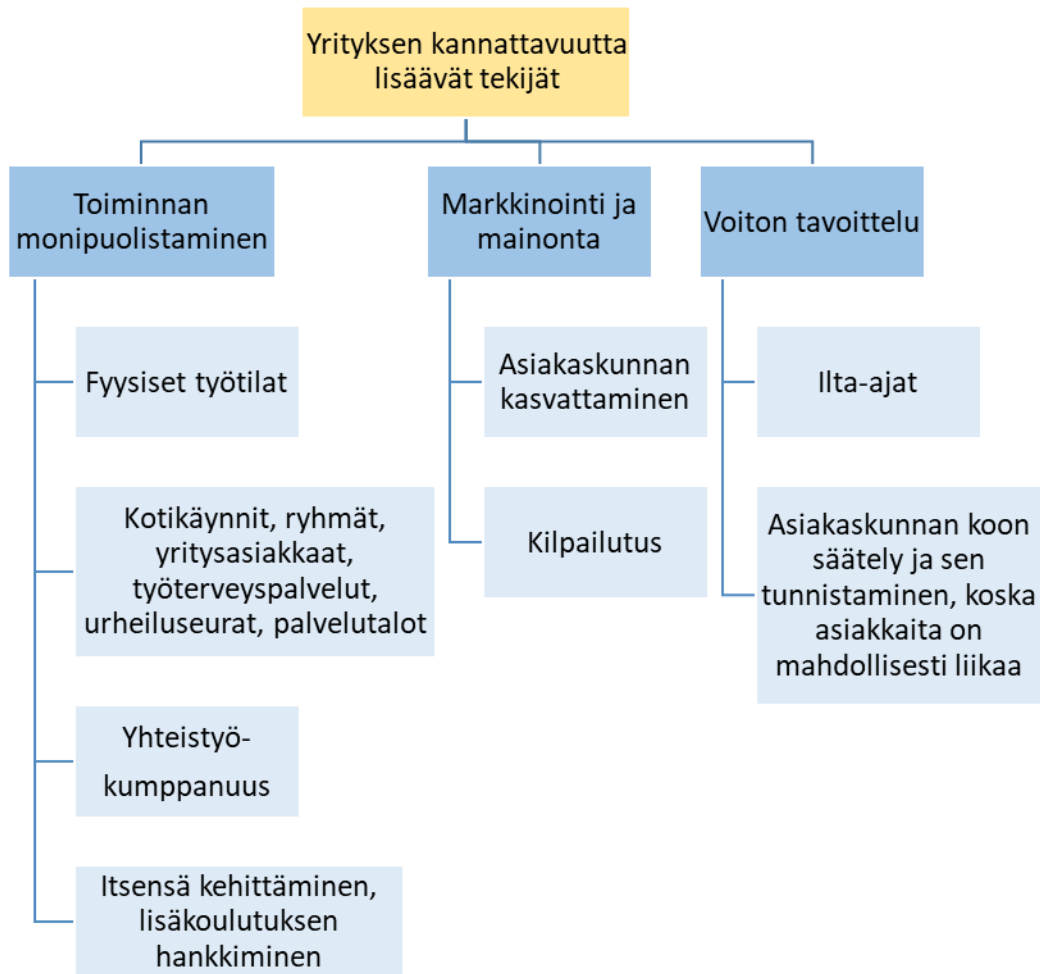 Yrityksen kannattavuutta
lisäävät tekijät
Toiminnan
monipuolistaminen
Markkinointi ja
mainonta
Voiton tavoittelu
Fyysiset työtilat
Asiakaskunnan
kasvattaminen
Ilta-ajat
Kotikäynnit, ryhmät,
yritysasiakkaat,
työterveyspalvelut,
urheiluseurat, palvelutalot
Kilpailutus
Asiakaskunnan koon
säätely ja sen
tunnistaminen, koska
asiakkaita on
mahdollisesti liikaa
Yhteistyö-
kumppanuus
Itsensä kehittäminen,
lisäkoulutuksen
hankkiminen